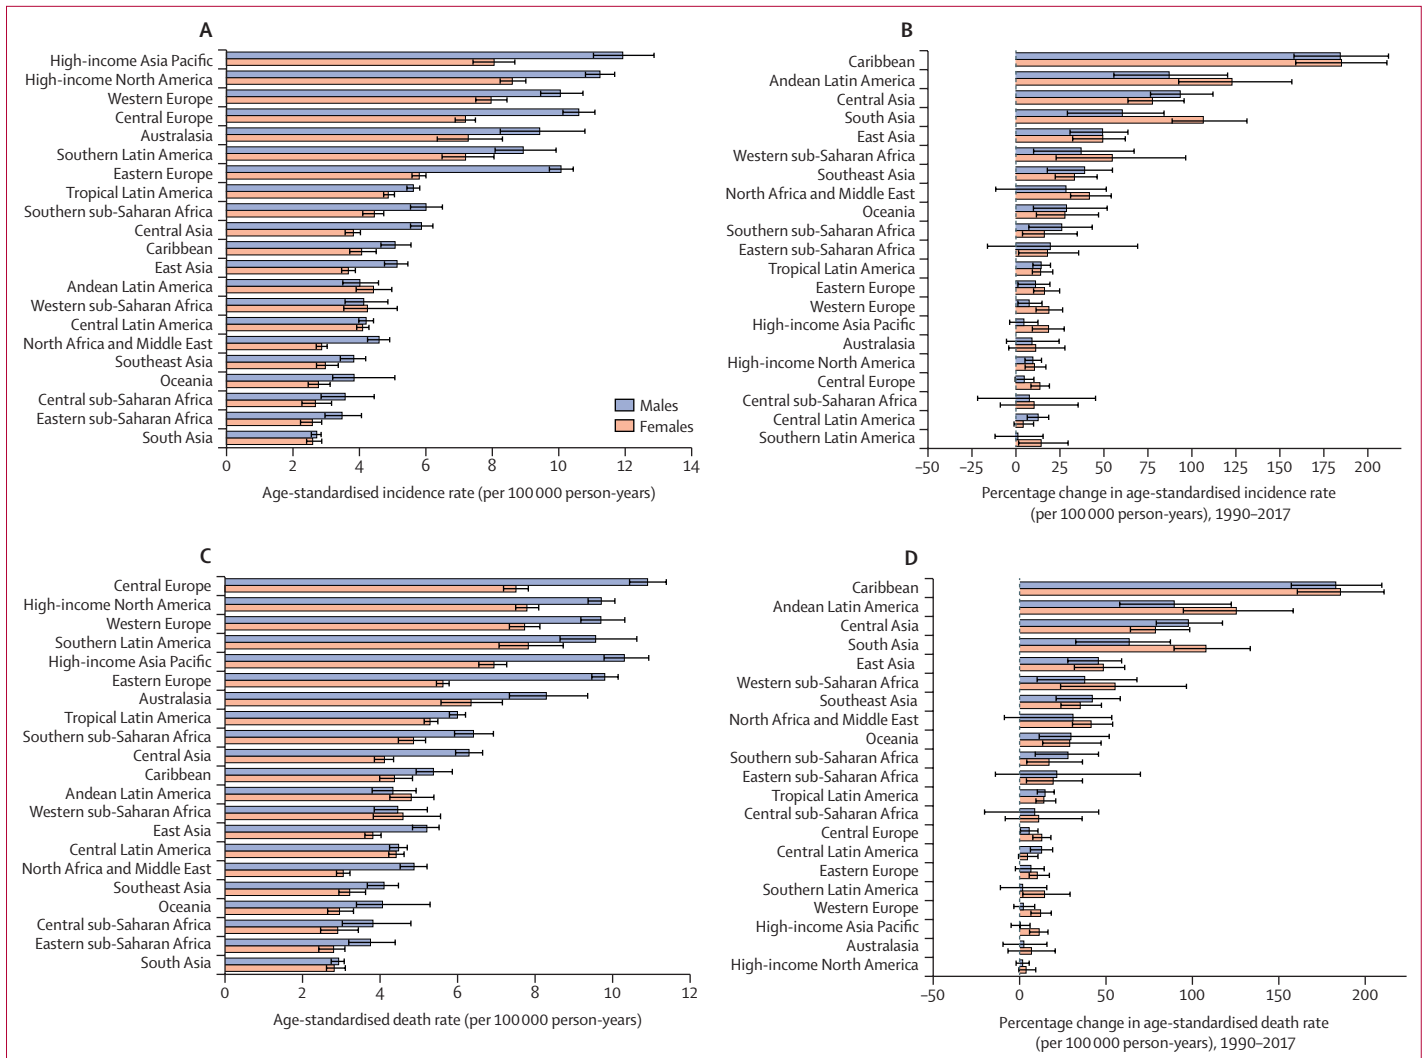 A
High-income Asia Pacific
High-income North America
Western Europe
Central Europe
Australasia
Southern Latin America
Eastern Europe
Tropical Latin America
Southern sub-Saharan Africa
Central Asia
Caribbean
East Asia
Andean Latin America
Western sub-Saharan Africa
Central Latin America
North Africa and Middle East
Southeast Asia
Oceania
Central sub-Saharan Africa
Eastern sub-Saharan Africa
South Asia
Males
Females
0 2 4 6 8 10 12 14
Age-standardised incidence rate (per 100 000 person-years)
B
Caribbean
Andean Latin America
Central Asia
South Asia
East Asia
Western sub-Saharan Africa
Southeast Asia
North Africa and Middle East
Oceania
Southern sub-Saharan Africa
Eastern sub-Saharan Africa
Tropical Latin America
Eastern Europe
Western Europe
High-income Asia Pacific
Australasia
High-income North America
Central Europe
Central sub-Saharan Africa
Central Latin America
Southern Latin America
−50 −25 0 25 50 75 100 125 150 175 200
Percentage change in age-standardised incidence rate
(per 100 000 person-years), 1990–2017
C
Central Europe
High-income North America
Western Europe
Southern Latin America
High-income Asia Pacific
Eastern Europe
Australasia
Tropical Latin America
Southern sub-Saharan Africa
Central Asia
Caribbean
Andean Latin America
Western sub-Saharan Africa
East Asia
Central Latin America
North Africa and Middle East
Southeast Asia
Oceania
Central sub-Saharan Africa
Eastern sub-Saharan Africa
South Asia
0 2 4 6 8 10 12
Age-standardised death rate (per 100 000 person-years)
D
Caribbean
Andean Latin America
Central Asia
South Asia
East Asia
Western sub-Saharan Africa
Southeast Asia
North Africa and Middle East
Oceania
Southern sub-Saharan Africa
Eastern sub-Saharan Africa
Tropical Latin America
Central sub-Saharan Africa
Central Europe
Central Latin America
Eastern Europe
Southern Latin America
Western Europe
High-income Asia Pacific
Australasia
High-income North America
−50 0 50 100 150 200
Percentage change in age-standardised death rate
(per 100 000 person-years), 1990–2017